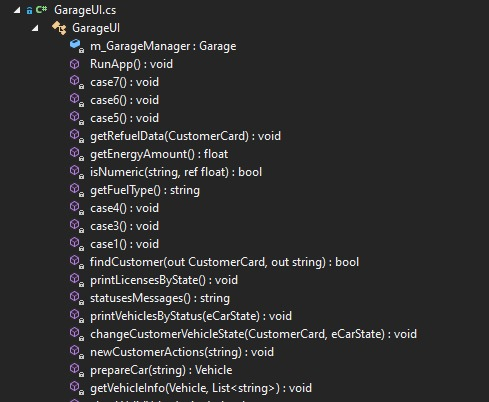 C# GarageUI.cs
GarageUI
m_GarageManager : Garage
RunApp() : void
case7() : void
case6() : void
case5() : void
getRefuelData(CustomerCard) : void
getEnergyAmount() : float
isNumeric(string, ref float) : bool
getFuelType() : string
case4() : void
case3() : void
case1() : void
findCustomer(out CustomerCard, out string) : bool
printLicensesByState() : void
statusesMessages() : string
printVehiclesByStatus(eCarState) : void
changeCustomerVehicleState(CustomerCard, eCarState) : void
newCustomerActions(string) : void
prepareCar(string) : Vehicle
getVehicleInfo(Vehicle, List<string>) : void